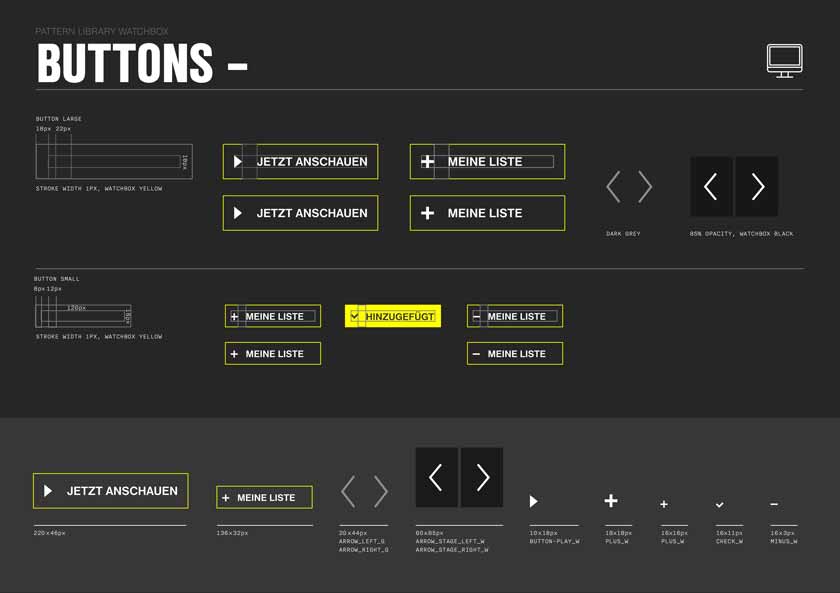 PATTERN LIBRARY WATCHBOX
BUTTONS –
BUTTON LARGE
18px 22px
18px
STROKE WIDTH 1PX, WATCHBOX YELLOW
JETZT ANSCHAUEN
MEINE LISTE
JETZT ANSCHAUEN
MEINE LISTE
DARK GREY
85% OPACITY, WATCHBOX BLACK
BUTTON SMALL
8px 12px
120px
STROKE WIDTH 1PX, WATCHBOX YELLOW
MEINE LISTE
HINZUGEFÜGT
MEINE LISTE
MEINE LISTE
MEINE LISTE
JETZT ANSCHAUEN
MEINE LISTE
220x46px
136x32px
20x44px
ARROW_LEFT_G
ARROW_RIGHT_G
60x85px
ARROW_STAGE_LEFT_W
ARROW_STAGE_RIGHT_W
10x18px
BUTTON-PLAY_W
18x18px
PLUS_W
16x16px
PLUS_W
16x11px
CHECK_W
16x3px
MINUS_W